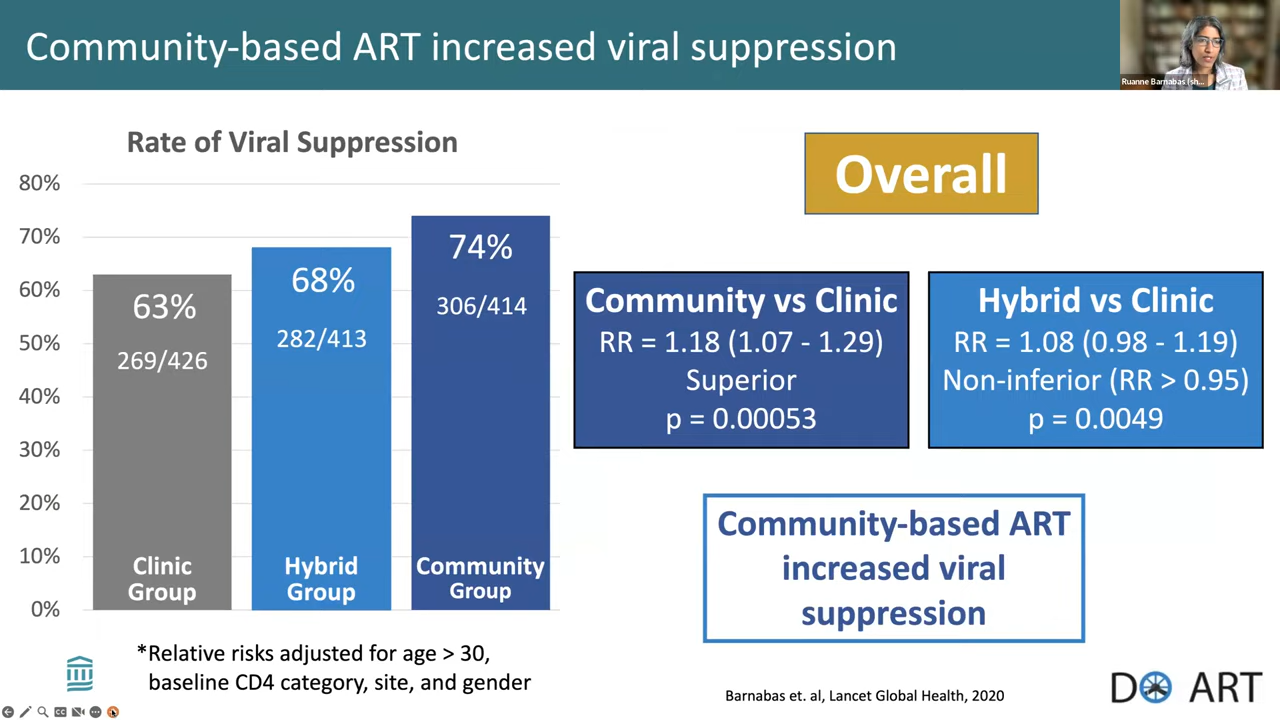 Community-based ART increased viral suppression
Ruanne Barnabas (sh...
Rate of Viral Suppression
80%
70%
60%
50%
40%
30%
20%
10%
0%
63%
269/426
Clinic
Group
68%
282/413
Hybrid
Group
74%
306/414
Community
Group
*Relative risks adjusted for age > 30,
baseline CD4 category, site, and gender
Overall
Community vs Clinic
RR = 1.18 (1.07 - 1.29)
Superior
p = 0.00053
Hybrid vs Clinic
RR = 1.08 (0.98 - 1.19)
Non-inferior (RR > 0.95)
p = 0.0049
Community-based ART
increased viral
suppression
Barnabas et. al, Lancet Global Health, 2020
DO ART